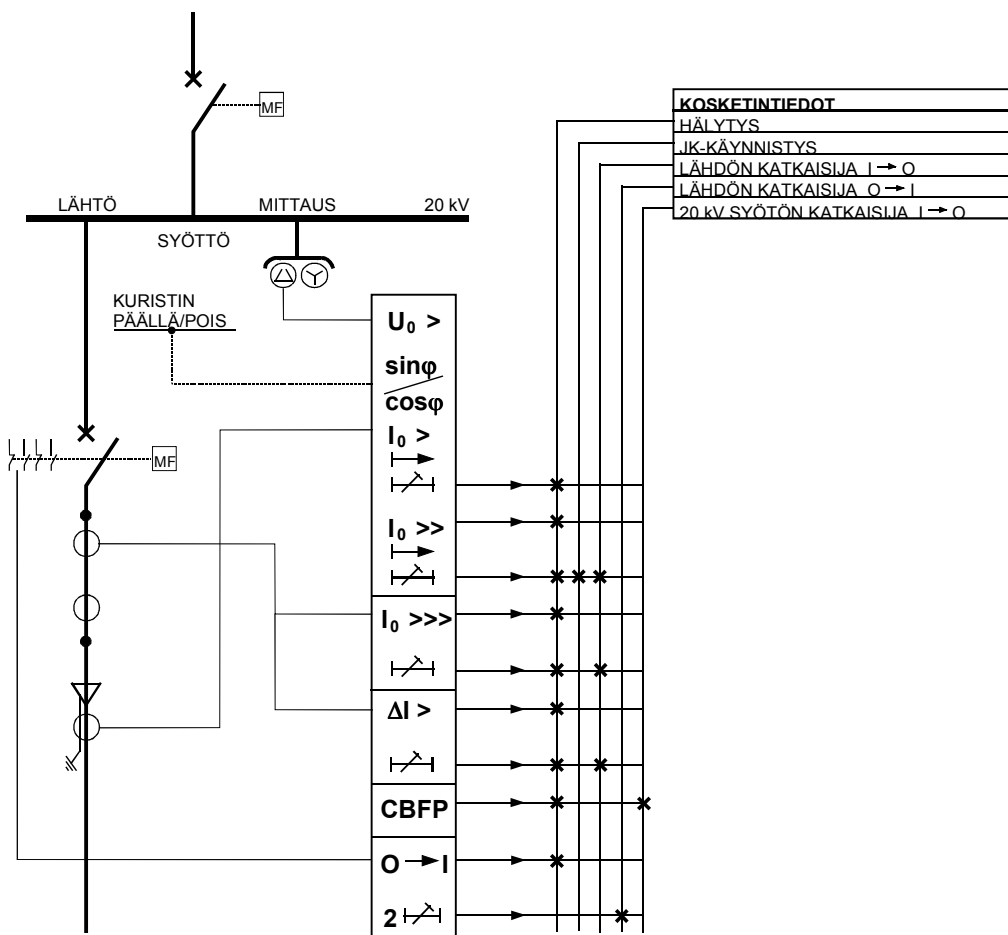 MF
KOSKETINTIEDOT
HÄLYTYS
JK-KÄYNNISTYS
LÄHDÖN KATKAISIJA I → O
LÄHDÖN KATKAISIJA O → I
20 kV SYÖTÖN KATKAISIJA I → O
LÄHTÖ
MITTAUS
20 kV
SYÖTTÖ
KURISTIN
PÄÄLLÄ/POIS
U₀ >
sinφ
cosφ
I₀ >
MF
I₀ >>
I₀ >>>
ΔI >
CBFP
O → I
2